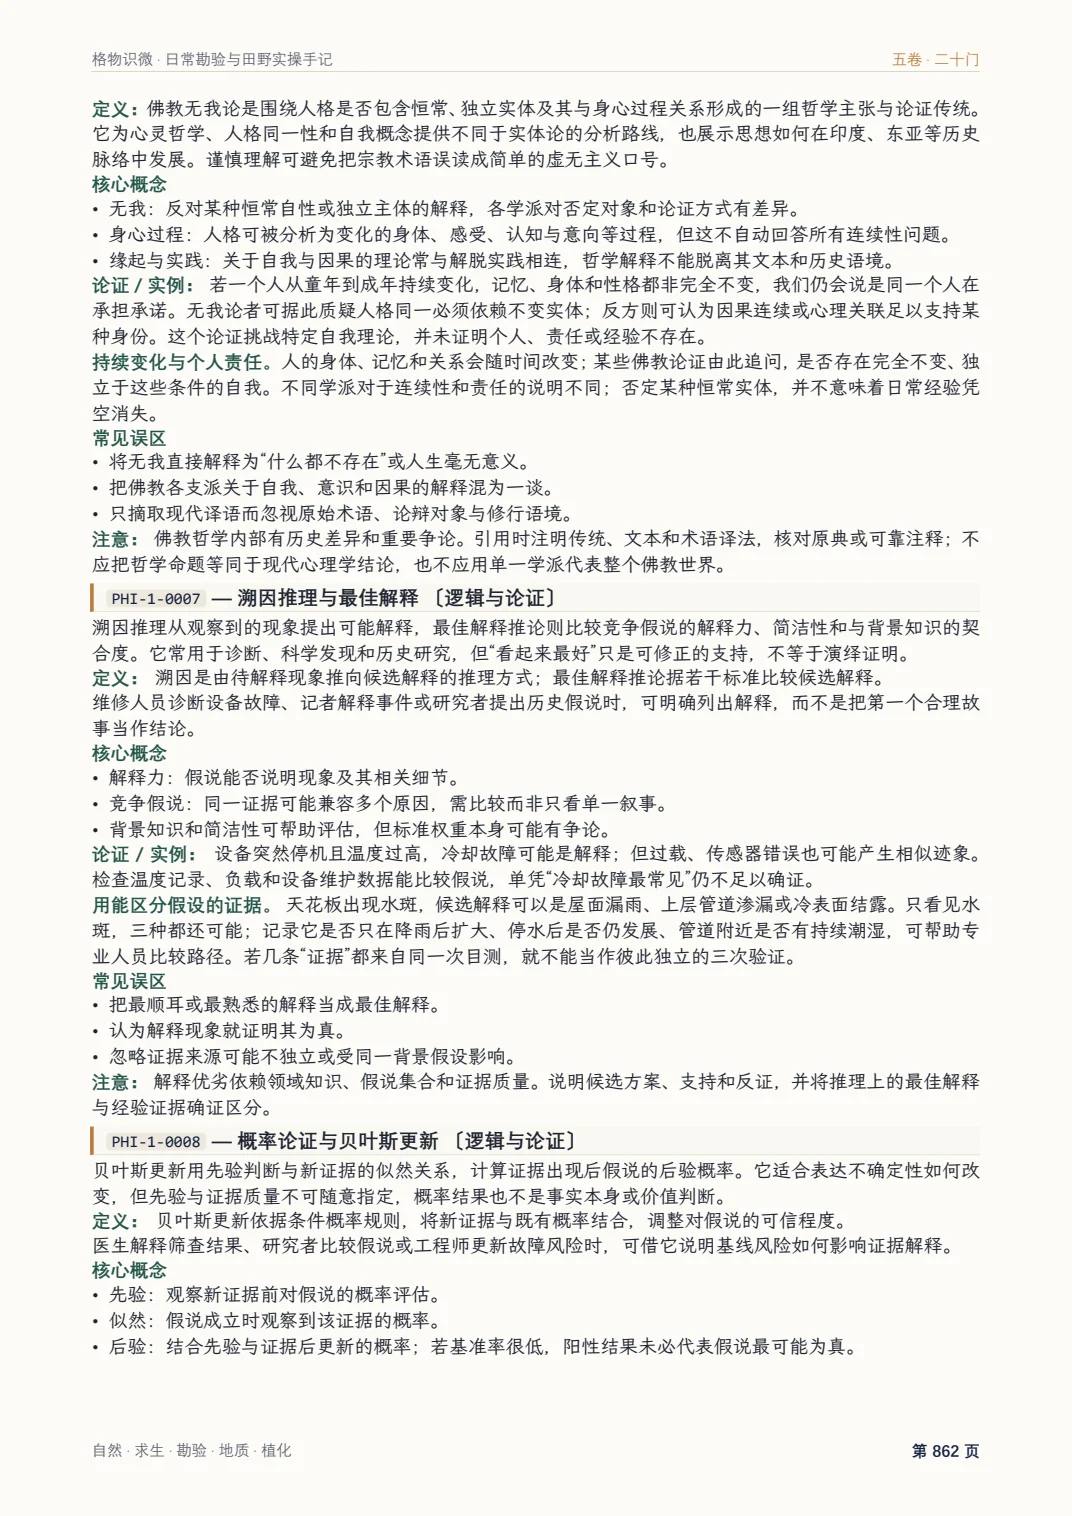 格物识微 · 日常勘验与田野实操手记
五卷 · 二十门
定义：佛教无我论是围绕人格是否包含恒常、独立实体及其与身心过程关系形成的一组哲学主张与论证传统。
它为心灵哲学、人格同一性和自我概念提供不同于实体论的分析路线，也展示思想如何在印度、东亚等历史
脉络中发展。谨慎理解可避免把宗教术语误读成简单的虚无主义口号。
核心概念
• 无我：反对某种恒常自性或独立主体的解释，各学派对否定对象和论证方式有差异。
• 身心过程：人格可被分析为变化的身体、感受、认知与意向等过程，但这不自动回答所有连续性问题。
• 缘起与实践：关于自我与因果的理论常与解脱实践相连，哲学解释不能脱离其文本和历史语境。
论证 / 实例： 若一个人从童年到成年持续变化，记忆、身体和性格都非完全不变，我们仍会说是同一个人在
承担承诺。无我论者可据此质疑人格同一必须依赖不变实体；反方则可认为因果连续或心理关联足以支持某
种身份。这个论证挑战特定自我理论，并未证明个人、责任或经验不存在。
持续变化与个人责任。人的身体、记忆和关系会随时间改变；某些佛教论证由此追问，是否存在完全不变、独
立于这些条件的自我。不同学派对于连续性和责任的说明不同；否定某种恒常实体，并不意味着日常经验凭
空消失。
常见误区
• 将无我直接解释为“什么都不存在”或人生毫无意义。
• 把佛教各支派关于自我、意识和因果的解释混为一谈。
• 只摘取现代译语而忽视原始术语、论辩对象与修行语境。
注意： 佛教哲学内部有历史差异和重要争论。引用时注明传统、文本和术语译法，核对原典或可靠注释；不
应把哲学命题等同于现代心理学结论，也不应用单一学派代表整个佛教世界。
PHI-1-0007 — 溯因推理与最佳解释 〔逻辑与论证〕
溯因推理从观察到的现象提出可能解释，最佳解释推论则比较竞争假说的解释力、简洁性和与背景知识的契
合度。它常用于诊断、科学发现和历史研究，但“看起来最好”只是可修正的支持，不等于演绎证明。
定义： 溯因是由待解释现象推向候选解释的推理方式；最佳解释推论据若干标准比较候选解释。
维修人员诊断设备故障、记者解释事件或研究者提出历史假说时，可明确列出解释，而不是把第一个合理故
事当作结论。
核心概念
• 解释力：假说能否说明现象及其相关细节。
• 竞争假说：同一证据可能兼容多个原因，需比较而非只看单一叙事。
• 背景知识和简洁性可帮助评估，但标准权重本身可能有争论。
论证 / 实例： 设备突然停机且温度过高，冷却故障可能是解释；但过载、传感器错误也可能产生相似迹象。
检查温度记录、负载和设备维护数据能比较假说，单凭“冷却故障最常见”仍不足以确证。
用能区分假设的证据。 天花板出现水斑，候选解释可以是屋面漏雨、上层管道渗漏或冷表面结露。只看见水
斑，三种都还可能；记录它是否只在降雨后扩大、停水后是否仍发展、管道附近是否有持续潮湿，可帮助专
业人员比较路径。若几条“证据”都来自同一次目测，就不能当作彼此独立的三次验证。
常见误区
• 把最顺耳或最熟悉的解释当成最佳解释。
• 认为解释现象就证明其为真。
• 忽略证据来源可能不独立或受同一背景假设影响。
注意： 解释优劣依赖领域知识、假说集合和证据质量。说明候选方案、支持和反证，并将推理上的最佳解释
与经验证据确证区分。
PHI-1-0008 — 概率论证与贝叶斯更新 〔逻辑与论证〕
贝叶斯更新用先验判断与新证据的似然关系，计算证据出现后假说的后验概率。它适合表达不确定性如何改
变，但先验与证据质量不可随意指定，概率结果也不是事实本身或价值判断。
定义： 贝叶斯更新依据条件概率规则，将新证据与既有概率结合，调整对假说的可信程度。
医生解释筛查结果、研究者比较假说或工程师更新故障风险时，可借它说明基线风险如何影响证据解释。
核心概念
• 先验：观察新证据前对假说的概率评估。
• 似然：假说成立时观察到该证据的概率。
• 后验：结合先验与证据后更新的概率；若基准率很低，阳性结果未必代表假说最可能为真。
自然 · 求生 · 勘验 · 地质 · 植化
第 862 页